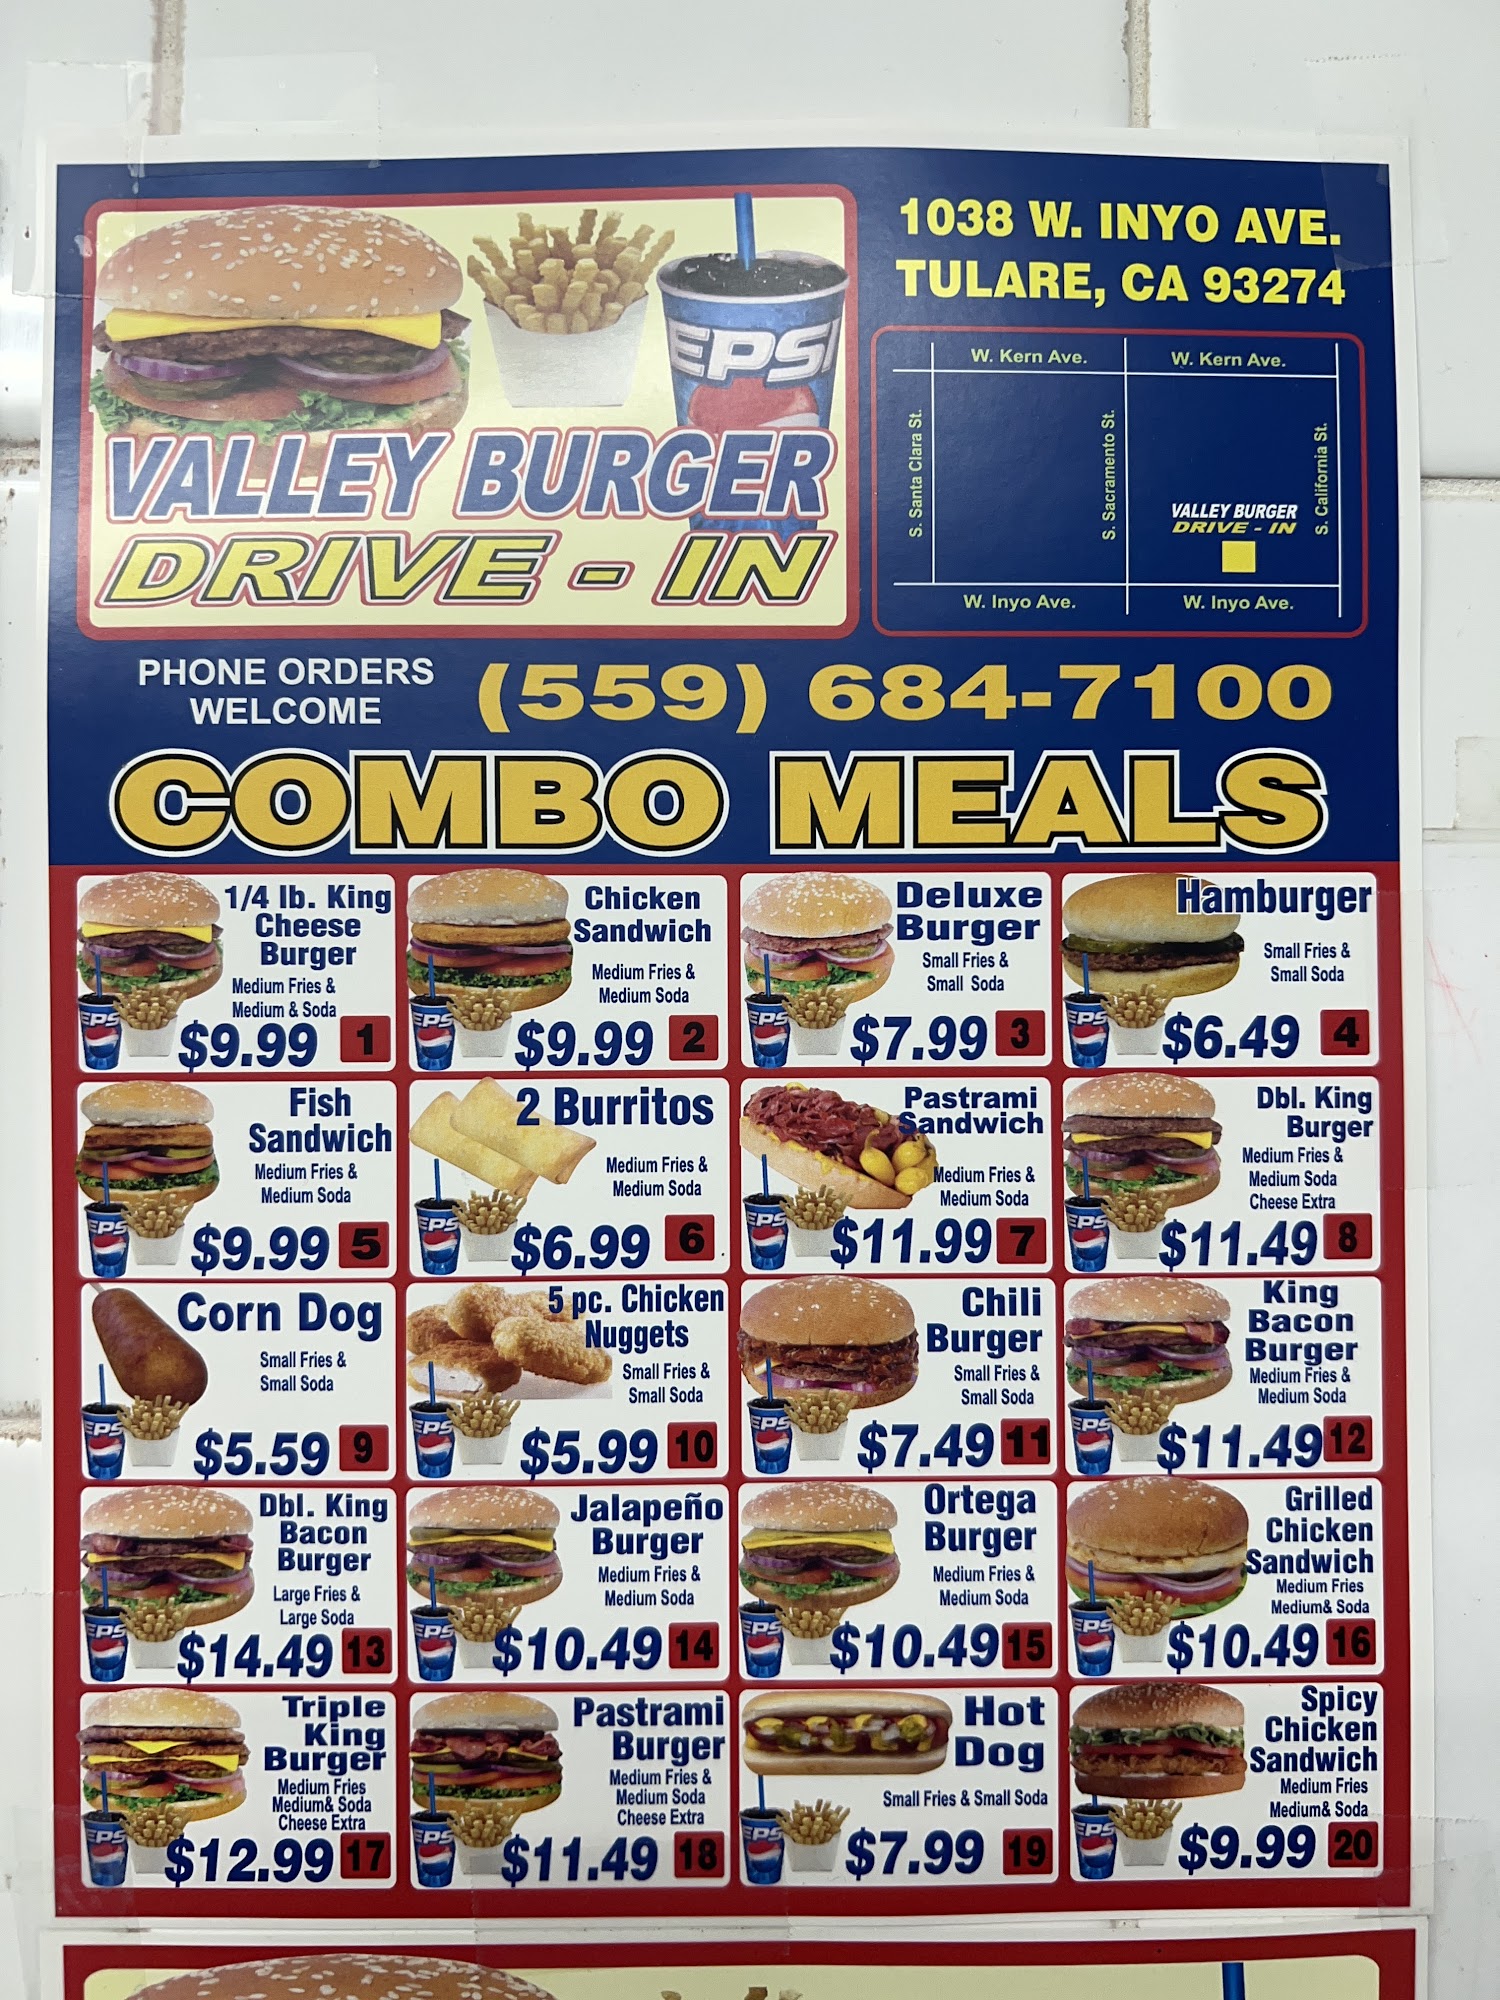 1038 W. INYO AVE.
TULARE, CA 93274
PEPSI
VALLEY BURGER
DRIVE - IN
W. Kern Ave.
W. Kern Ave.
S. Santa Clara St.
S. Sacramento St.
S. California St.
VALLEY BURGER
DRIVE - IN
W. Inyo Ave.
W. Inyo Ave.
PHONE ORDERS
WELCOME
(559) 684-7100
COMBO MEALS
1/4 lb. King
Cheese
Burger
Medium Fries &
Medium & Soda
$9.99 1
Chicken
Sandwich
Medium Fries &
Medium Soda
$9.99 2
Deluxe
Burger
Small Fries &
Small Soda
$7.99 3
Hamburger
Small Fries &
Small Soda
$6.49 4
Fish
Sandwich
Medium Fries &
Medium Soda
$9.99 5
2 Burritos
Medium Fries &
Medium Soda
$6.99 6
Pastrami
Sandwich
Medium Fries &
Medium Soda
$11.99 7
Dbl. King
Burger
Medium Fries &
Medium Soda
Cheese Extra
$11.49 8
Corn Dog
Small Fries &
Small Soda
$5.59 9
5 pc. Chicken
Nuggets
Small Fries &
Small Soda
$5.99 10
Chili
Burger
Small Fries &
Small Soda
$7.49 11
King
Bacon
Burger
Medium Fries &
Medium Soda
$11.49 12
Dbl. King
Bacon
Burger
Large Fries &
Large Soda
$14.49 13
Jalapeño
Burger
Medium Fries &
Medium Soda
$10.49 14
Ortega
Burger
Medium Fries &
Medium Soda
$10.49 15
Grilled
Chicken
Sandwich
Medium Fries
Medium& Soda
$10.49 16
Triple
King
Burger
Medium Fries
Medium& Soda
Cheese Extra
$12.99 17
Pastrami
Burger
Medium Fries &
Medium Soda
Cheese Extra
$11.49 18
Hot
Dog
Small Fries & Small Soda
$7.99 19
Spicy
Chicken
Sandwich
Medium Fries
Medium& Soda
$9.99 20